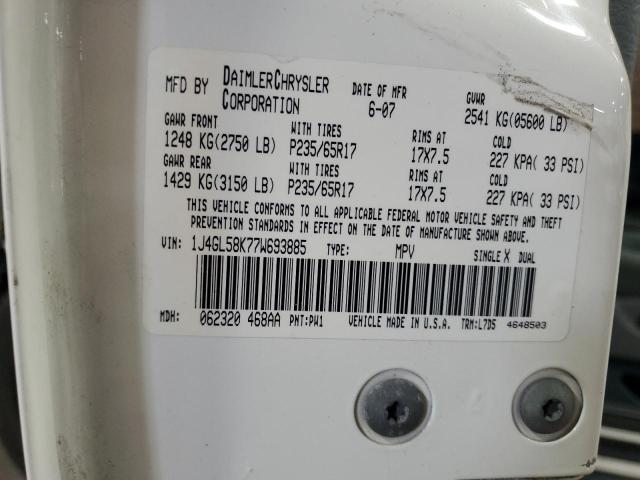 MFD BY DAIMLERCHRYSLER CORPORATION DATE OF MFR 6-07 GVWR 2541 KG(05600 LB)
GAWR FRONT WITH TIRES RIMS AT COLD
1248 KG(2750 LB) P235/65R17 17X7.5 227 KPA( 33 PSI)
GAWR REAR WITH TIRES RIMS AT COLD
1429 KG(3150 LB) P235/65R17 17X7.5 227 KPA( 33 PSI)
THIS VEHICLE CONFORMS TO ALL APPLICABLE FEDERAL MOTOR VEHICLE SAFETY AND THEFT
PREVENTION STANDARDS IN EFFECT ON THE DATE OF MANUFACTURE SHOWN ABOVE.
VIN: 1J4GL58K77W693885 TYPE: MPV SINGLE X DUAL
MDH: 062320 468AA PNT:PW1 VEHICLE MADE IN U.S.A. TRM:L7D5 4648503